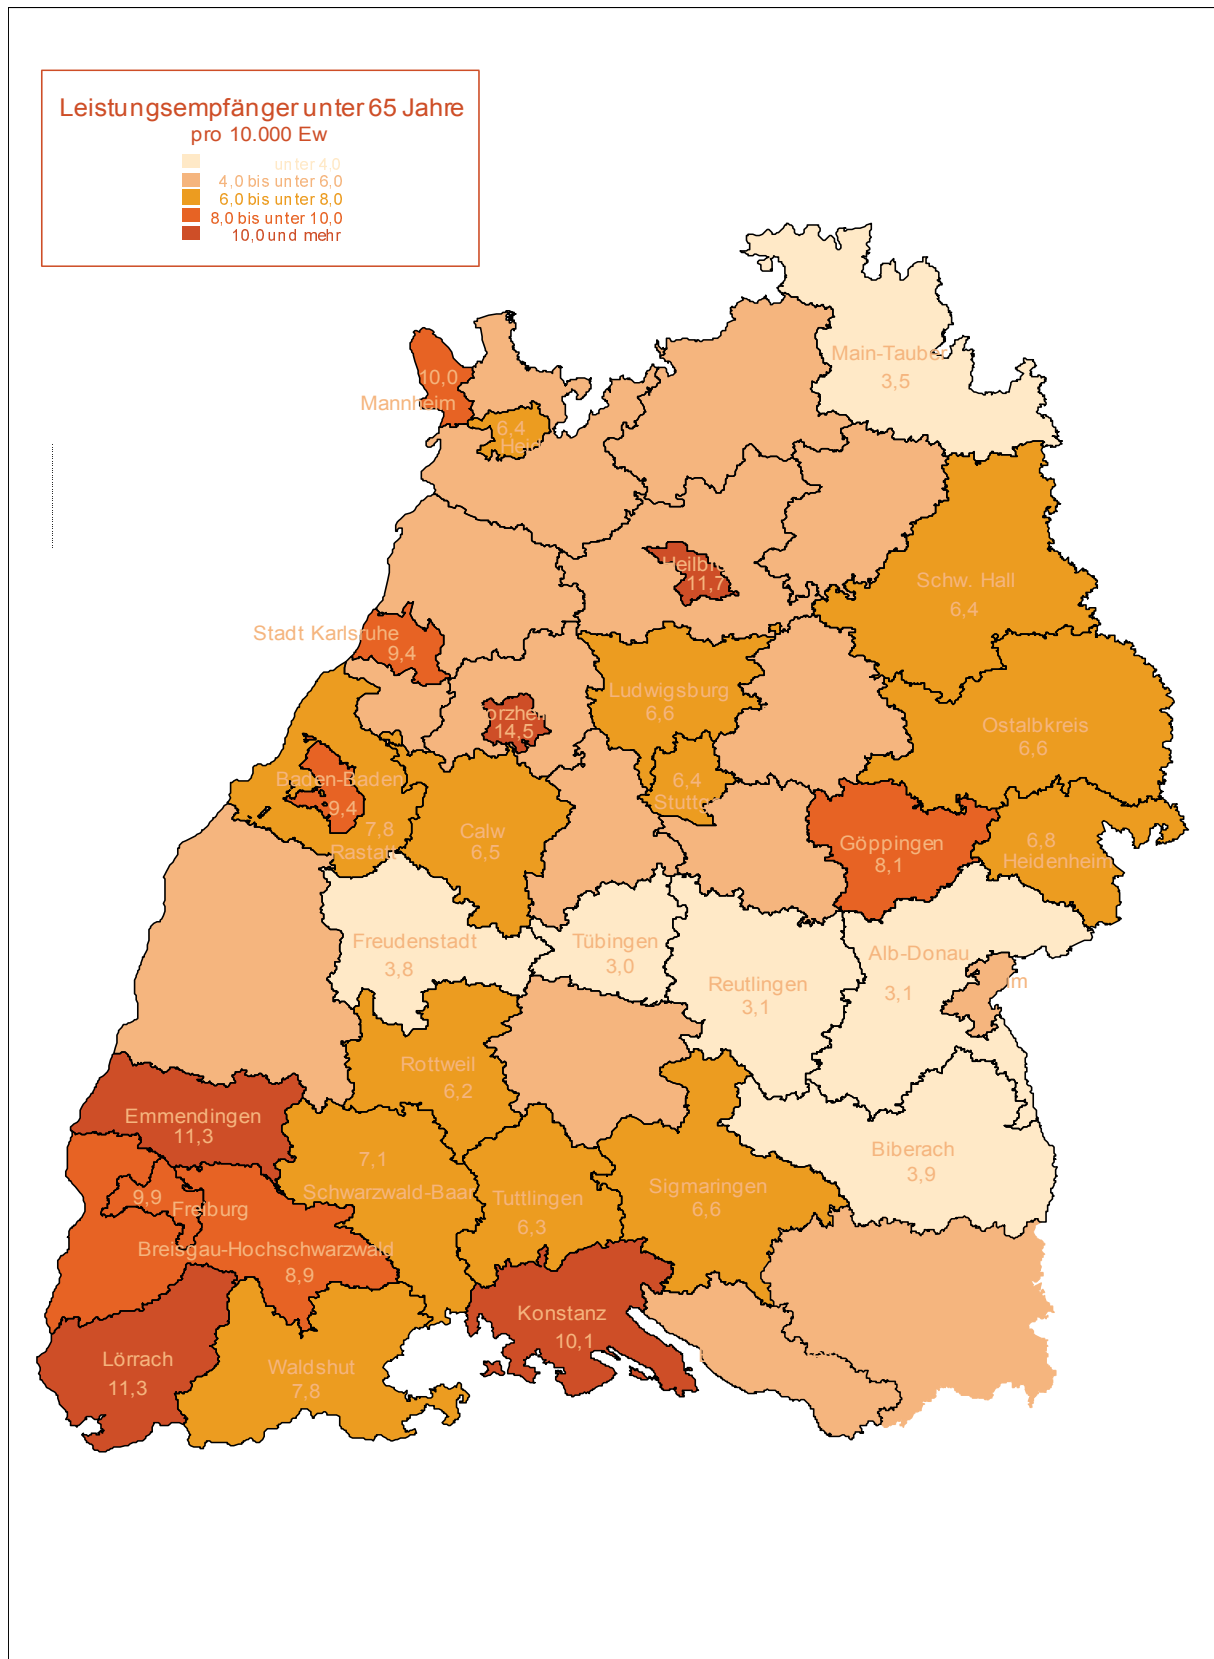 Leistungsempfänger unter 65 Jahre
pro 10.000 Ew
unter 4.0
4,0 bis unter 6,0
6,0 bis unter 8,0
8,0 bis unter 10,0
10,0 und mehr
Main-Tauber
3,5
10,0
Mannheim
6,4
Heid
Heilbr
11,7
Schw. Hall
6,4
Stadt Karlsruhe
9,4
Ludwigsburg
6,6
orzhei
14,5
Ostalbkreis
6,6
Baden-Baden
9,4
7,8
Rastatt
6,4
Stuttg
Calw
6,5
Göppingen
8,1
6,8
Heidenheim
Freudenstadt
3,8
Tübingen
3,0
Alb-Donau
3,1
Reutlingen
3,1
lm
Rottweil
6,2
Emmendingen
11,3
7,1
Schwarzwald-Baar
Biberach
3,9
Tuttlingen
6,3
Sigmaringen
6,6
9,9
Freiburg
Breisgau-Hochschwarzwald
8,9
Konstanz
10,1
Lörrach
11,3
Waldshut
7,8